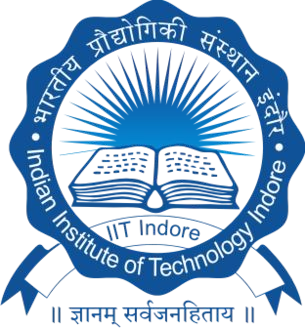 • भारतीय प्रौद्योगिकी संस्थान इंदौर •
Indian Institute of Technology Indore
IIT Indore
॥ ज्ञानम् सर्वजनहिताय ॥